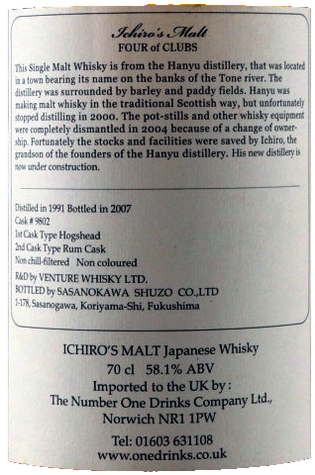 Ichiro's Malt
FOUR of CLUBS
This Single Malt Whisky is from the Hanyu distillery, that was located
in a town bearing its name on the banks of the Tone river. The
distillery was surrounded by barley and paddy fields. Hanyu was
making malt whisky in the traditional Scottish way, but unfortunately
stopped distilling in 2000. The pot-stills and other whisky equipment
were completely dismantled in 2004 because of a change of owner-
ship. Fortunately the stocks and facilities were saved by Ichiro, the
grandson of the founders of the Hanyu distillery. His new distillery is
now under construction.
Distilled in 1991 Bottled in 2007
Cask # 9802
1st Cask Type Hogshead
2nd Cask Type Rum Cask
Non chill-filtered Non coloured
R&D by VENTURE WHISKY LTD.
BOTTLED by SASANOKAWA SHUZO CO.,LTD
1-178, Sasanogawa, Koriyama-Shi, Fukushima
ICHIRO'S MALT Japanese Whisky
70 cl 58.1% ABV
Imported to the UK by :
The Number One Drinks Company Ltd.,
Norwich NR1 1PW
Tel: 01603 631108
www.onedrinks.co.uk